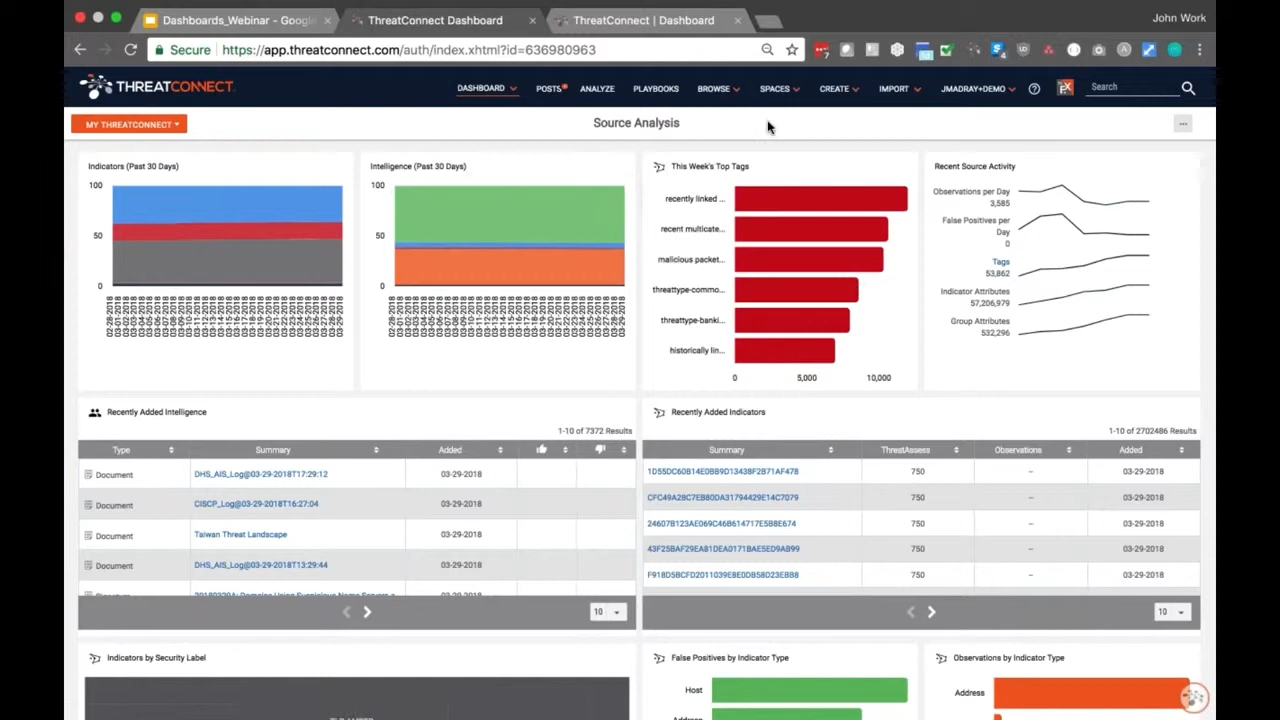 Dashboards_Webinar - Google
ThreatConnect Dashboard
ThreatConnect | Dashboard
John Work
Secure
https://app.threatconnect.com/auth/index.xhtml?id=636980963
THREATCONNECT
DASHBOARD
POSTS
ANALYZE
PLAYBOOKS
BROWSE
SPACES
CREATE
IMPORT
JMADRAY+DEMO
Search
MY THREATCONNECT
Source Analysis
Indicators (Past 30 Days)
100
50
0
Intelligence (Past 30 Days)
100
50
0
This Week's Top Tags
recently linked ...
recent multicate...
malicious packet...
threattype-commo...
threattype-banki...
historically lin...
0
5,000
10,000
Recent Source Activity
Observations per Day
3,585
False Positives per
Day
0
Tags
53,862
Indicator Attributes
57,206,979
Group Attributes
532,296
Recently Added Intelligence
1-10 of 7372 Results
Type
Summary
Added
Document
DHS_AIS_Log@03-29-2018T17:29:12
03-29-2018
Document
CISCP_Log@03-29-2018T16:27:04
03-29-2018
Document
Taiwan Threat Landscape
03-29-2018
Document
DHS_AIS_Log@03-29-2018T13:29:44
03-29-2018
10
Recently Added Indicators
1-10 of 2702486 Results
Summary
ThreatAssess
Observations
Added
1D55DC60B14E0BB9D13438F2B71AF478
750
--
03-29-2018
CFC49A28C7EB80DA31794429E14C7079
750
--
03-29-2018
24607B123AE069C46B614717E5B8E674
750
--
03-29-2018
43F25BAF29EA81DEA0171BAE5ED9AB99
750
--
03-29-2018
F918D5BCFD2011039E8E0DB58D23EBB8
750
--
03-29-2018
10
Indicators by Security Label
False Positives by Indicator Type
Host
Observations by Indicator Type
Address